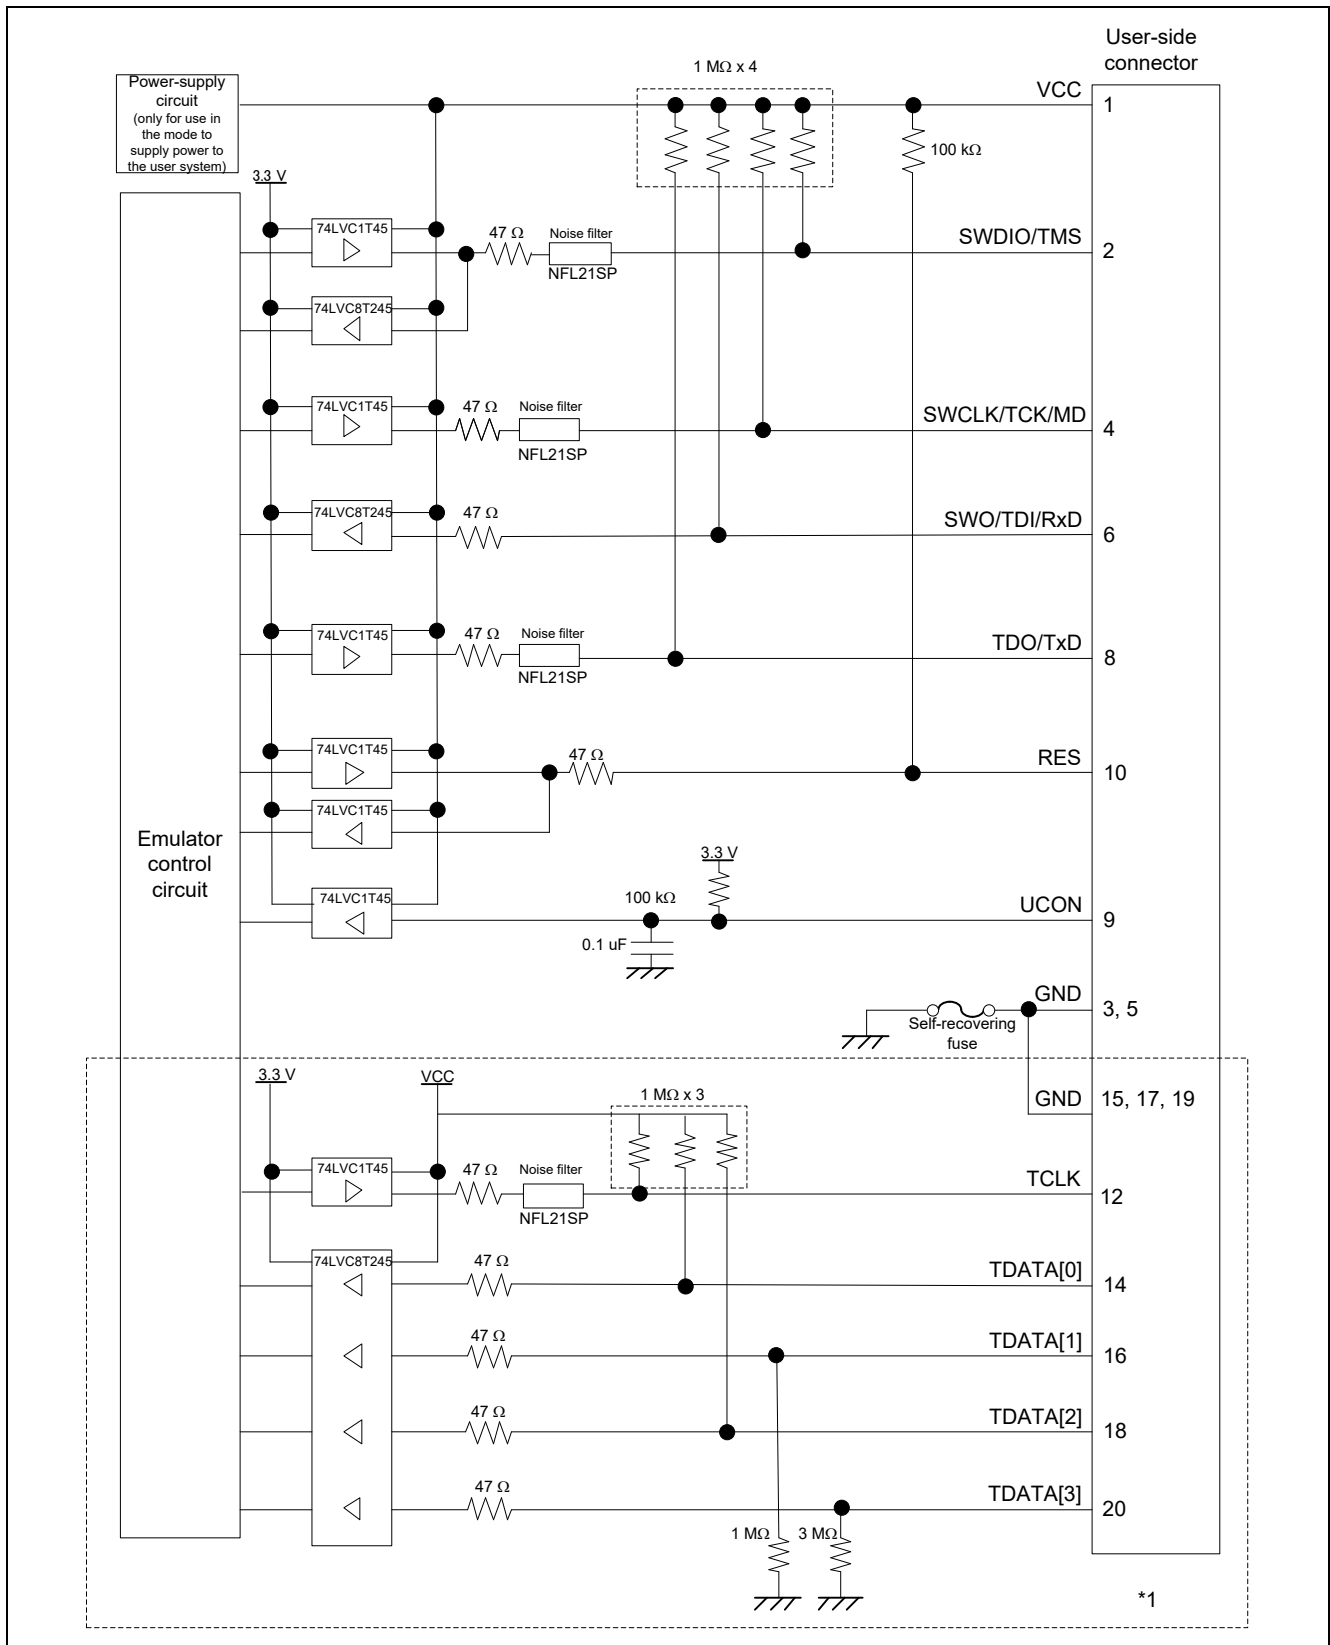 User-side
connector
Power-supply
circuit
(only for use in
the mode to
supply power to
the user system)
1 MΩ x 4
VCC
1
100 kΩ
3.3 V
74LVC1T45
47 Ω
Noise filter
NFL21SP
SWDIO/TMS
2
74LVC8T245
74LVC1T45
47 Ω
Noise filter
NFL21SP
SWCLK/TCK/MD
4
74LVC8T245
47 Ω
SWO/TDI/RxD
6
74LVC1T45
47 Ω
Noise filter
NFL21SP
TDO/TxD
8
74LVC1T45
47 Ω
RES
10
74LVC1T45
Emulator
control
circuit
3.3 V
74LVC1T45
100 kΩ
0.1 uF
UCON
9
GND
3, 5
Self-recovering
fuse
3.3 V
VCC
1 MΩ x 3
GND
15, 17, 19
74LVC1T45
47 Ω
Noise filter
NFL21SP
TCLK
12
74LVC8T245
47 Ω
TDATA[0]
14
47 Ω
TDATA[1]
16
47 Ω
TDATA[2]
18
47 Ω
TDATA[3]
20
1 MΩ
3 MΩ
*1